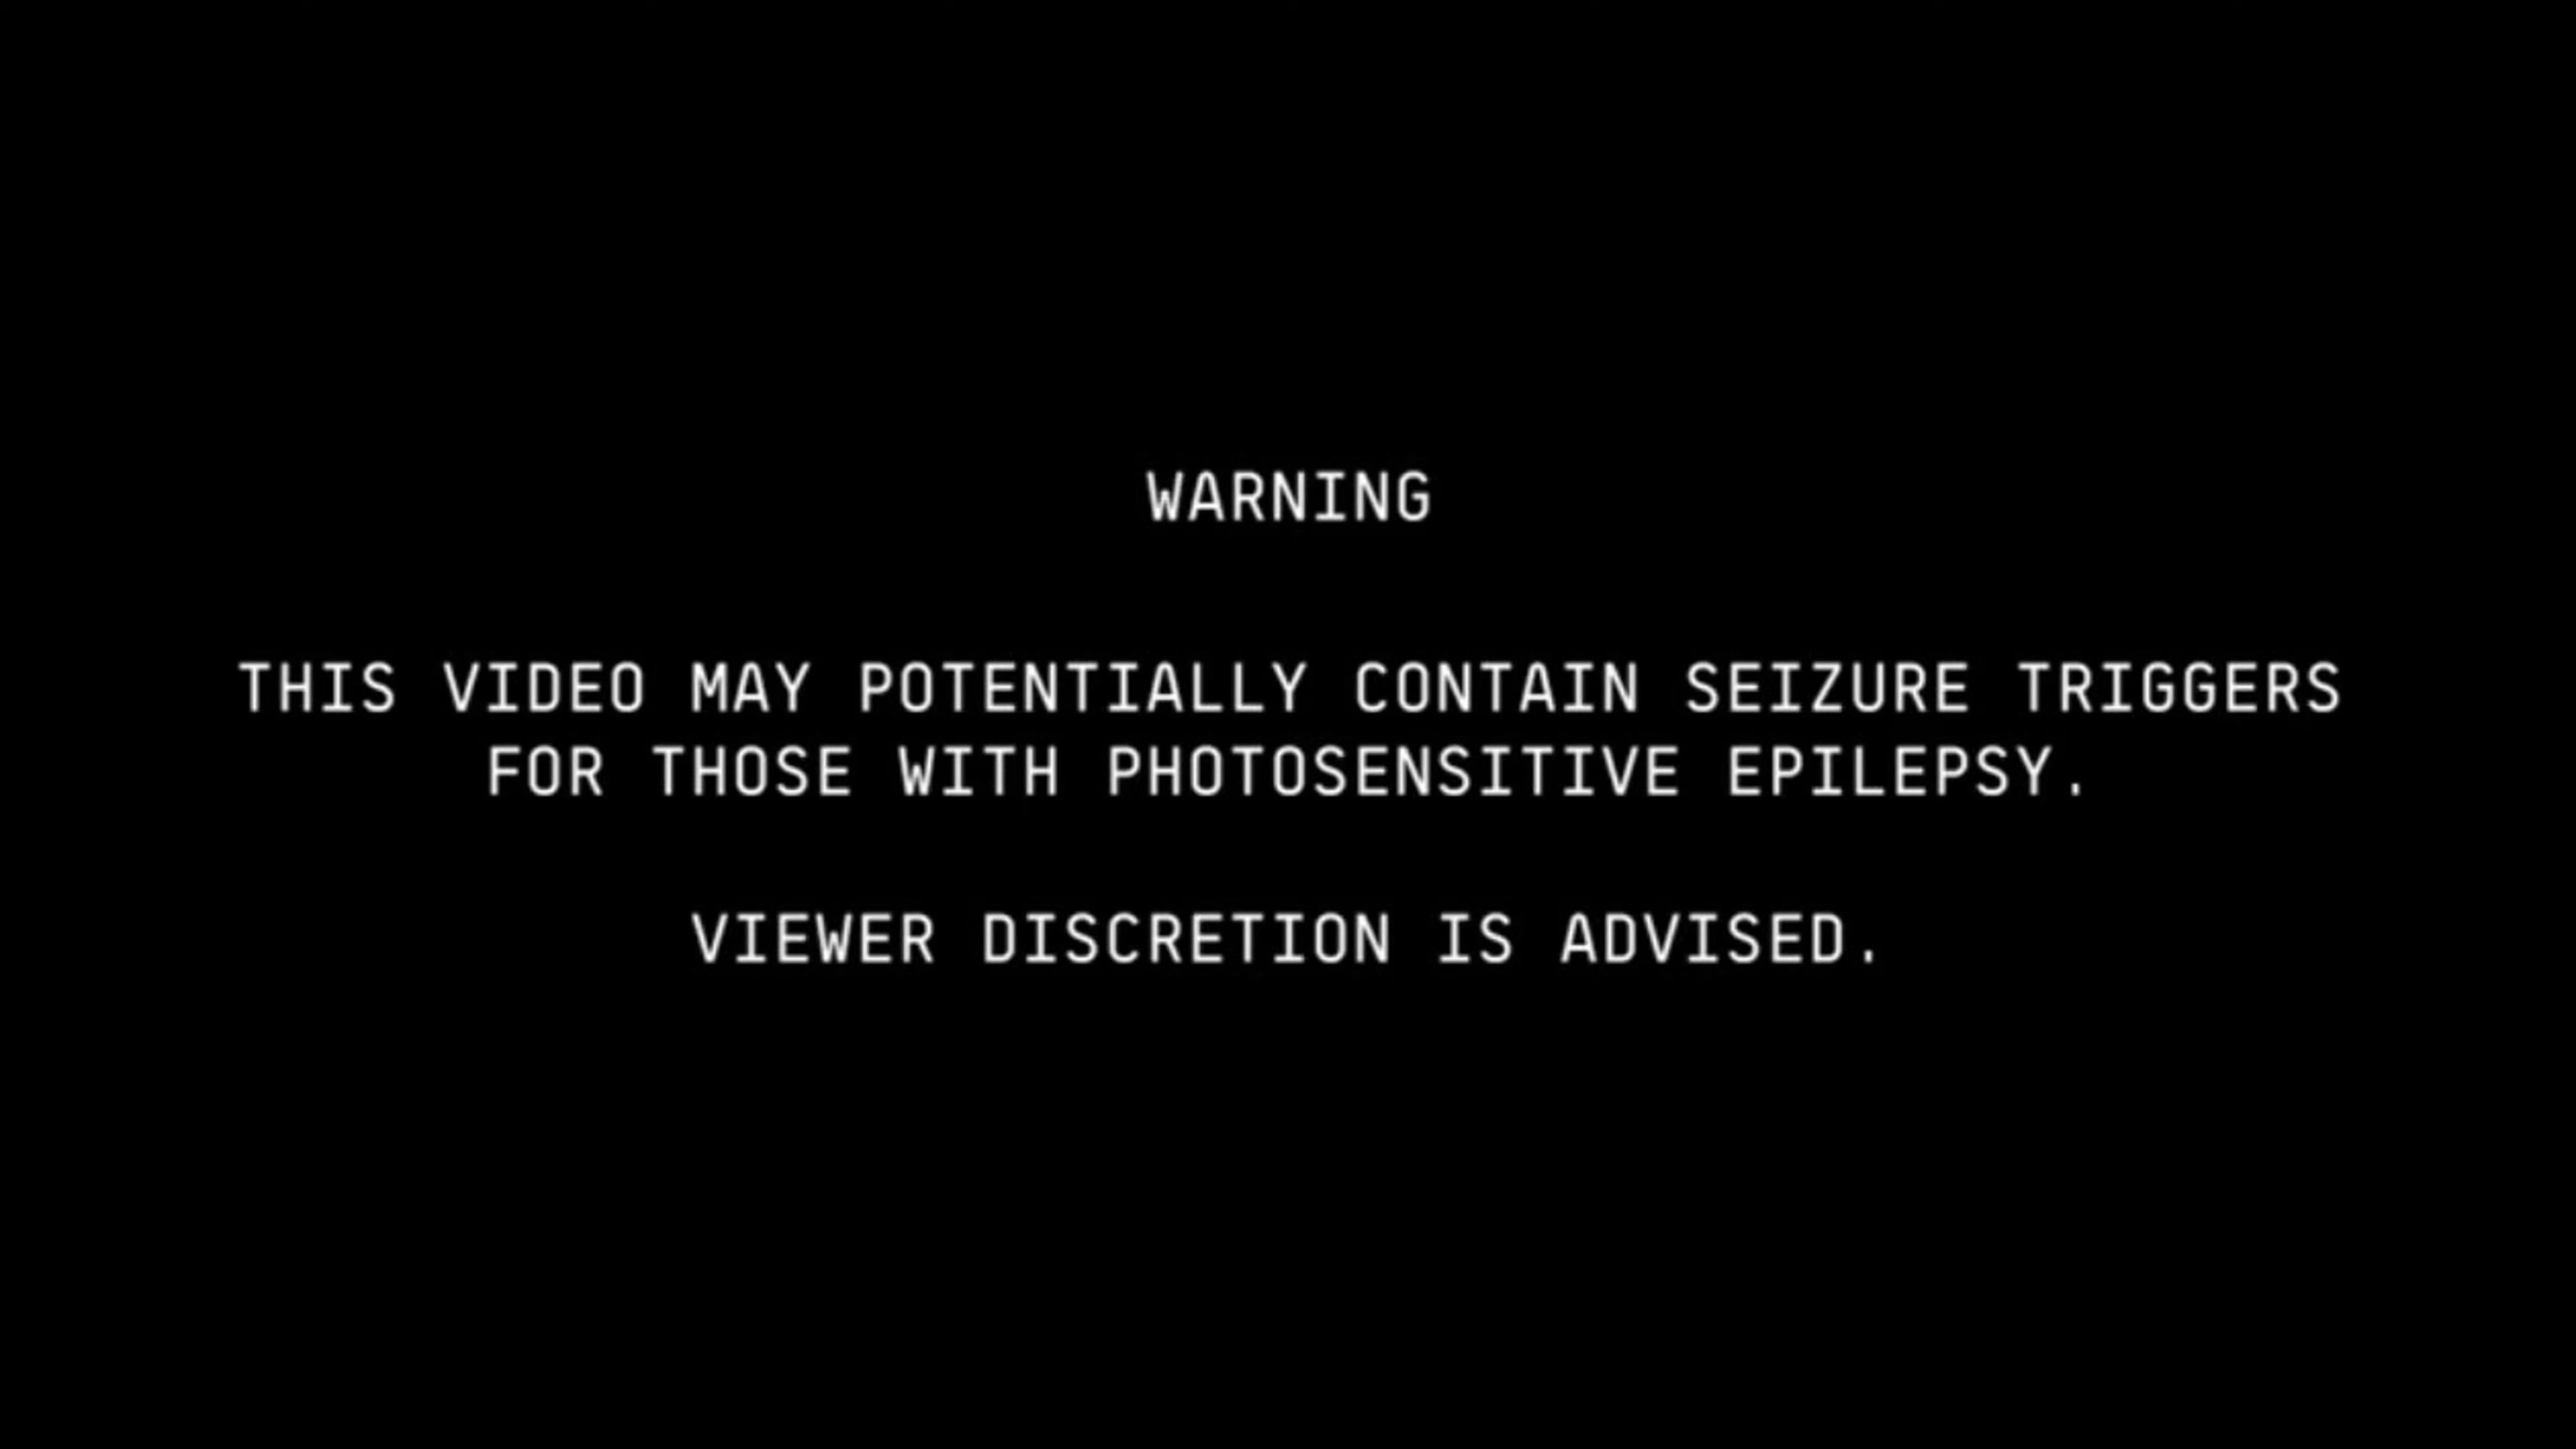 WARNING
THIS VIDEO MAY POTENTIALLY CONTAIN SEIZURE TRIGGERS
FOR THOSE WITH PHOTOSENSITIVE EPILEPSY.
VIEWER DISCRETION IS ADVISED.